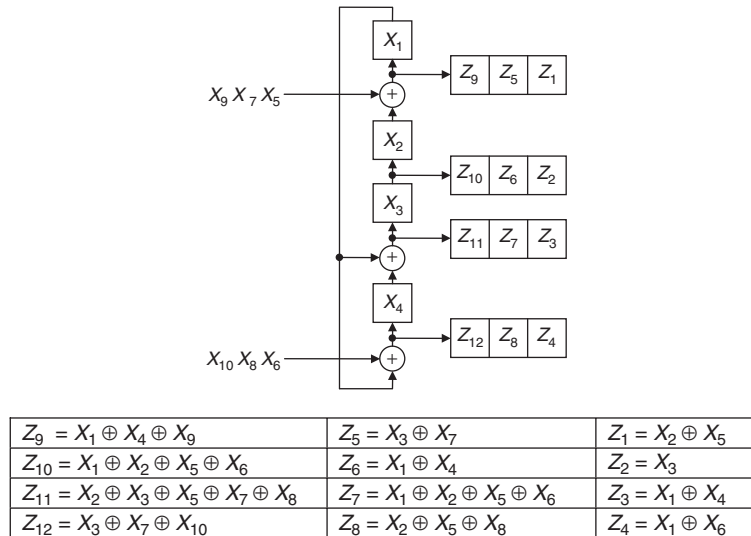 X1
Z9 Z5 Z1
X9 X7 X5
+
X2
Z10 Z6 Z2
X3
Z11 Z7 Z3
+
X4
Z12 Z8 Z4
X10 X8 X6
+
Z9 = X1 ⊕ X4 ⊕ X9 Z5 = X3 ⊕ X7 Z1 = X2 ⊕ X5
Z10 = X1 ⊕ X2 ⊕ X5 ⊕ X6 Z6 = X1 ⊕ X4 Z2 = X3
Z11 = X2 ⊕ X3 ⊕ X5 ⊕ X7 ⊕ X8 Z7 = X1 ⊕ X2 ⊕ X5 ⊕ X6 Z3 = X1 ⊕ X4
Z12 = X3 ⊕ X7 ⊕ X10 Z8 = X2 ⊕ X5 ⊕ X8 Z4 = X1 ⊕ X6